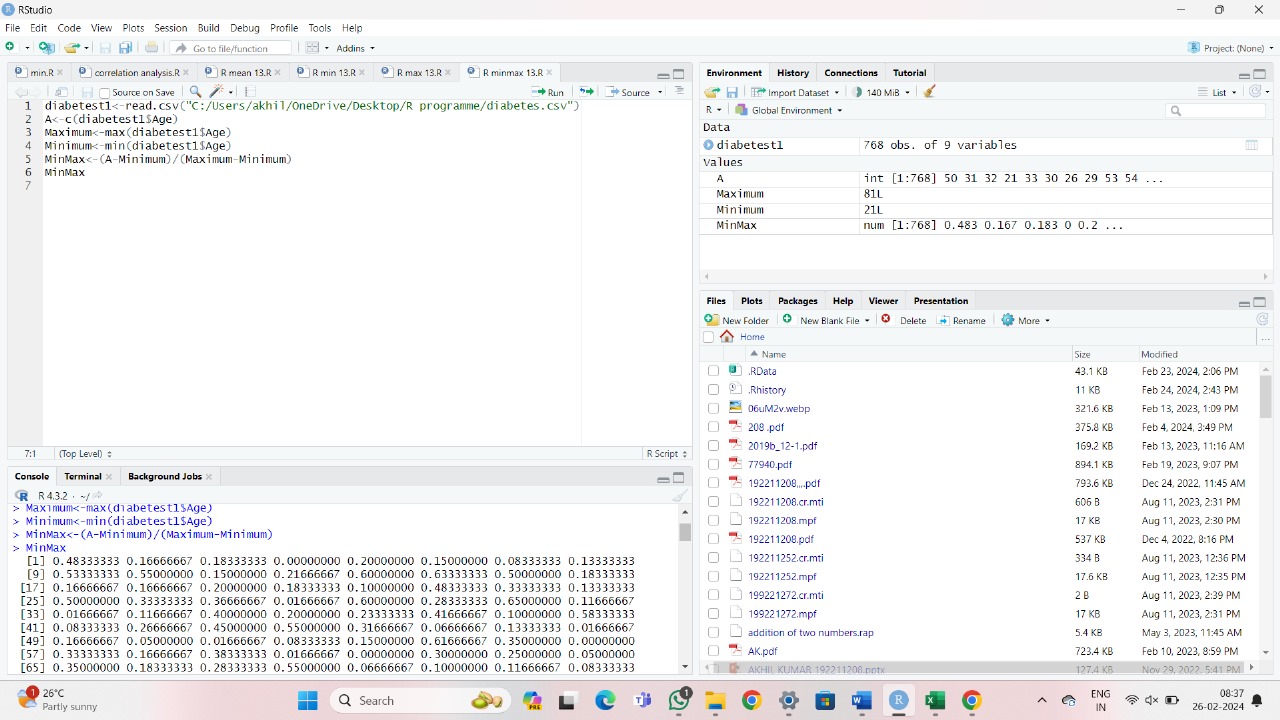 RStudio
File Edit Code View Plots Session Build Debug Profile Tools Help
Go to file/function Addins Project: (None)
min.R correlation analysis.R R mean 13.R R min 13.R R max 13.R R minmax 13.R
Source on Save Run Source
1 diabetest1<-read.csv("C:/Users/akhil/OneDrive/Desktop/R programme/diabetes.csv")
2 A<-c(diabetest1$Age)
3 Maximum<-max(diabetest1$Age)
4 Minimum<-min(diabetest1$Age)
5 MinMax<-(A-Minimum)/(Maximum-Minimum)
6 MinMax
7
7:1 (Top Level) R Script
Console Terminal Background Jobs
R 4.3.2 · ~/
> Maximum<-max(diabetest1$Age)
> Minimum<-min(diabetest1$Age)
> MinMax<-(A-Minimum)/(Maximum-Minimum)
> MinMax
[1] 0.48333333 0.16666667 0.18333333 0.00000000 0.20000000 0.15000000 0.08333333 0.13333333
[9] 0.53333333 0.55000000 0.15000000 0.21666667 0.60000000 0.63333333 0.50000000 0.18333333
[17] 0.16666667 0.16666667 0.20000000 0.18333333 0.10000000 0.48333333 0.33333333 0.13333333
[25] 0.50000000 0.33333333 0.36666667 0.01666667 0.60000000 0.28333333 0.65000000 0.11666667
[33] 0.01666667 0.11666667 0.40000000 0.20000000 0.23333333 0.41666667 0.10000000 0.58333333
[41] 0.08333333 0.26666667 0.45000000 0.55000000 0.31666667 0.06666667 0.13333333 0.01666667
[49] 0.16666667 0.05000000 0.01666667 0.08333333 0.15000000 0.61666667 0.35000000 0.00000000
[57] 0.33333333 0.16666667 0.38333333 0.01666667 0.00000000 0.30000000 0.25000000 0.05000000
[65] 0.35000000 0.18333333 0.28333333 0.55000000 0.06666667 0.10000000 0.11666667 0.08333333
Environment History Connections Tutorial
Import Dataset 140 MiB List
R Global Environment
Data
diabetest1 768 obs. of 9 variables
Values
A int [1:768] 50 31 32 21 33 30 26 29 53 54 ...
Maximum 81L
Minimum 21L
MinMax num [1:768] 0.483 0.167 0.183 0 0.2 ...
Files Plots Packages Help Viewer Presentation
New Folder New Blank File Delete Rename More
Home ...
Name Size Modified
.RData 43.1 KB Feb 23, 2024, 2:06 PM
.Rhistory 11 KB Feb 24, 2024, 2:43 PM
06uM2v.webp 321.6 KB Feb 13, 2023, 1:09 PM
208 .pdf 375.8 KB Feb 4, 2024, 3:49 PM
2019b_12-1.pdf 169.2 KB Feb 12, 2023, 11:16 AM
77940.pdf 894.1 KB Feb 19, 2023, 9:07 PM
192211208,,,,.pdf 793.6 KB Dec 24, 2022, 11:45 AM
192211208.cr.mti 606 B Aug 11, 2023, 2:31 PM
192211208.mpf 17 KB Aug 11, 2023, 2:30 PM
192211208.pdf 537 KB Dec 4, 2022, 8:16 PM
192211252.cr.mti 334 B Aug 11, 2023, 12:36 PM
192211252.mpf 17.6 KB Aug 11, 2023, 12:35 PM
199221272.cr.mti 2 B Aug 11, 2023, 2:39 PM
199221272.mpf 17 KB Aug 11, 2023, 2:31 PM
addition of two numbers.rap 5.4 KB May 3, 2023, 11:45 AM
AK.pdf 723.4 KB Feb 10, 2023, 8:59 PM
AKHIL KUMAR 192211208.pptx 127.4 KB Nov 29, 2022, 5:41 PM
1 26°C
Partly sunny
Search PRE 1
ENG
IN
08:37
26-02-2024